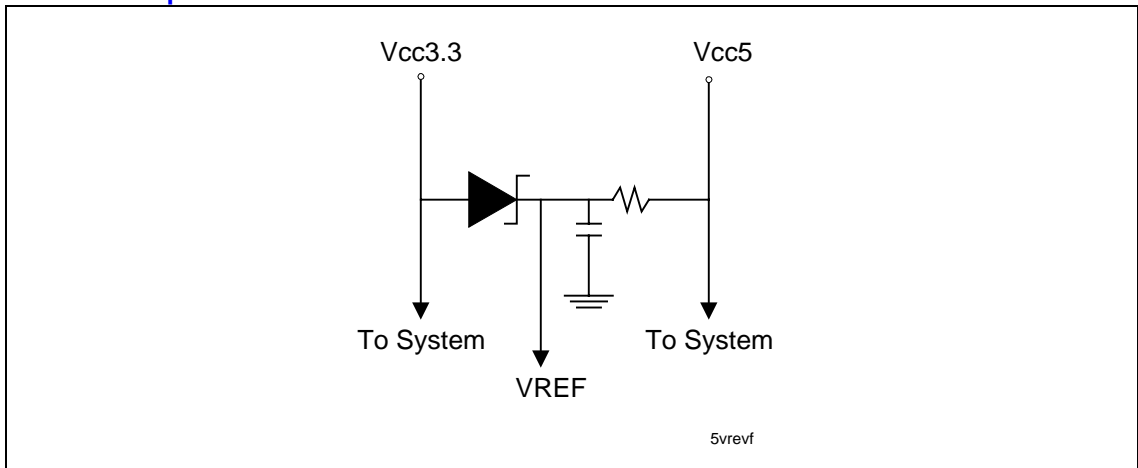 Vcc3.3
Vcc5
To System
To System
VREF
5vrevf